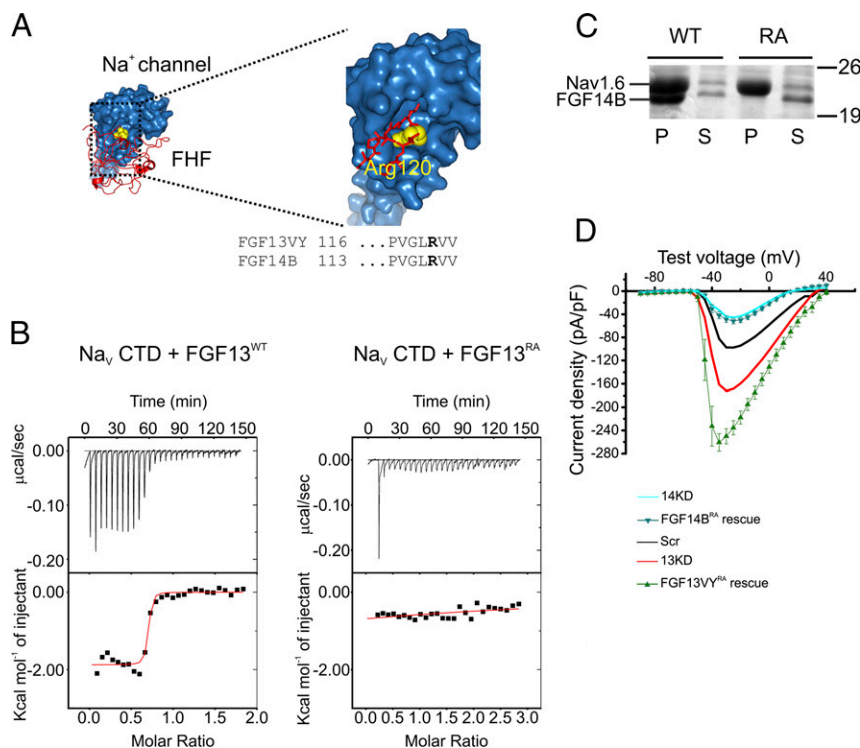 A
Na⁺ channel
FHF
Arg120
FGF13VY 116 ...PVGLRVV
FGF14B 113 ...PVGLRVV
B
Naᵥ CTD + FGF13ᵂᵀ
Time (min)
0 30 60 90 120 150
µcal/sec
0.00
-0.10
-0.20
Kcal mol⁻¹ of injectant
0.00
-2.00
0.0 0.5 1.0 1.5 2.0
Molar Ratio
Naᵥ CTD + FGF13ᴿᴬ
Time (min)
0 30 60 90 120 150
µcal/sec
0.00
-0.10
-0.20
Kcal mol⁻¹ of injectant
0.00
-2.00
0.0 0.5 1.0 1.5 2.0 2.5 3.0
Molar Ratio
C
WT RA
Nav1.6
FGF14B
26
19
P S P S
D
Test voltage (mV)
-80 -40 0 40
Current density (pA/pF)
0
-40
-80
-120
-160
-200
-240
-280
14KD
FGF14Bᴿᴬ rescue
Scr
13KD
FGF13VYᴿᴬ rescue